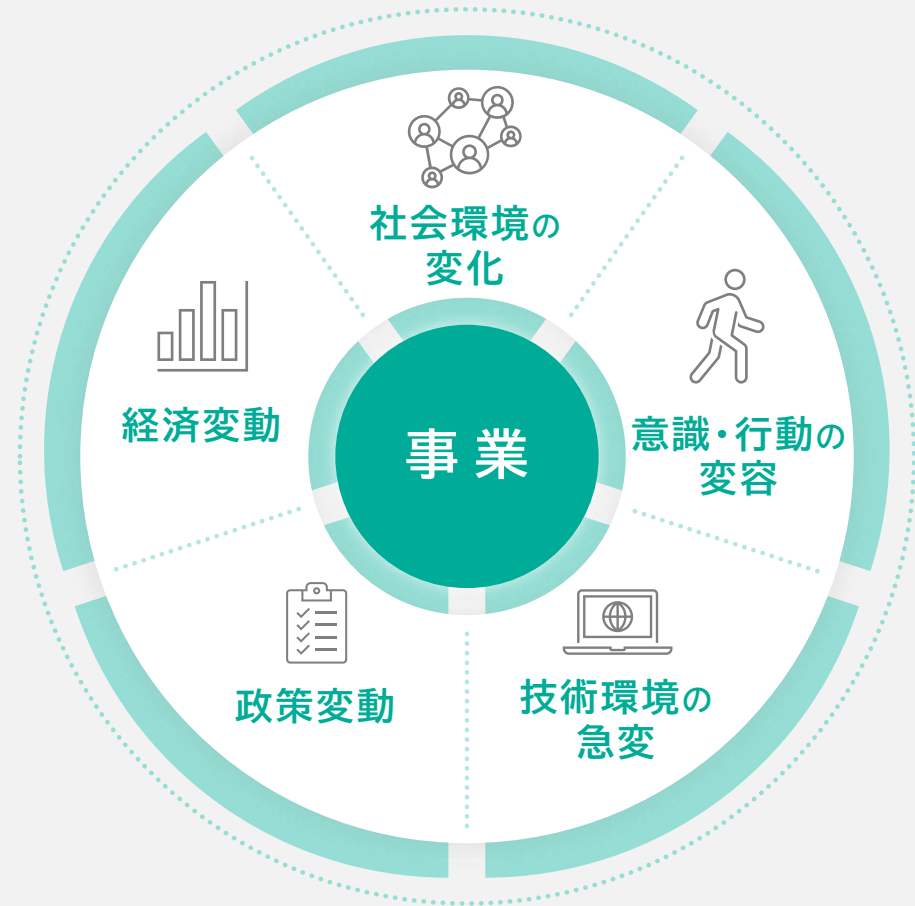 社会環境の
変化
経済変動
事業
意識・行動の
変容
政策変動
技術環境の
急変